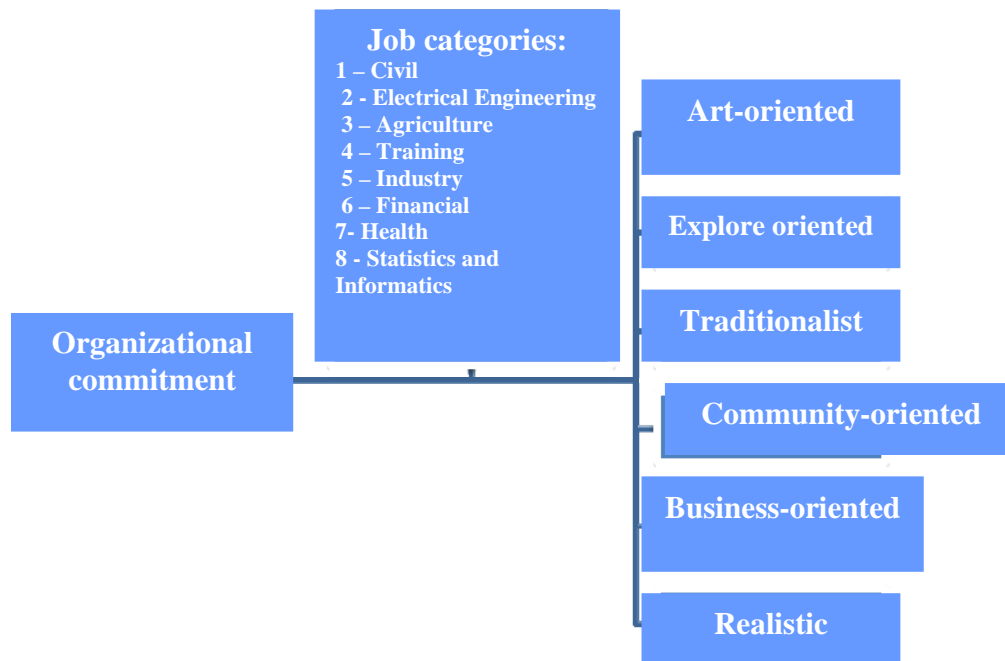 Job categories:
1 – Civil
2 - Electrical Engineering
3 – Agriculture
4 – Training
5 – Industry
6 – Financial
7- Health
8 - Statistics and
Informatics
Organizational
commitment
Art-oriented
Explore oriented
Traditionalist
Community-oriented
Business-oriented
Realistic